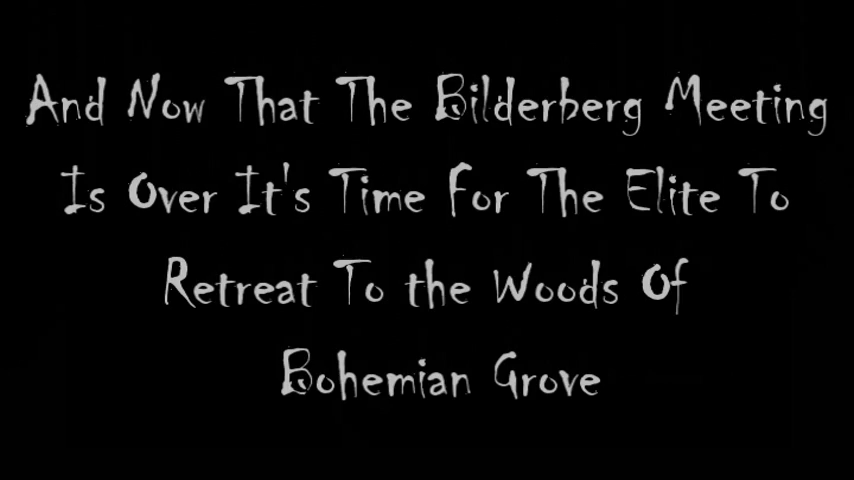 And Now That The Bilderberg Meeting
Is Over It's Time For The Elite To
Retreat To the Woods Of
Bohemian Grove